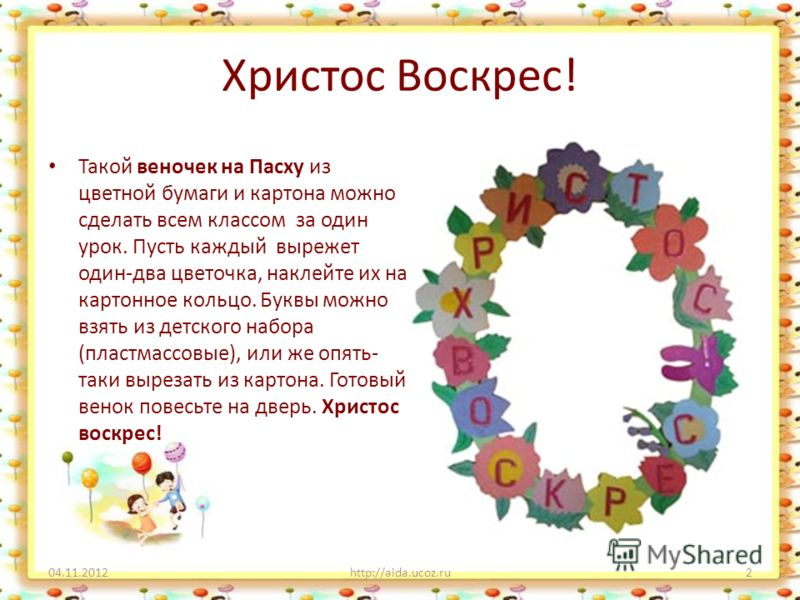 Христос Воскрес!
• Такой веночек на Пасху из
цветной бумаги и картона можно
сделать всем классом за один
урок. Пусть каждый вырежет
один-два цветочка, наклейте их на
картонное кольцо. Буквы можно
взять из детского набора
(пластмассовые), или же опять-
таки вырезать из картона. Готовый
венок повесьте на дверь. Христос
воскрес!
ХРИСТОС
ВОСКРЕС
MyShared
04.11.2012
http://aida.ucoz.ru
2